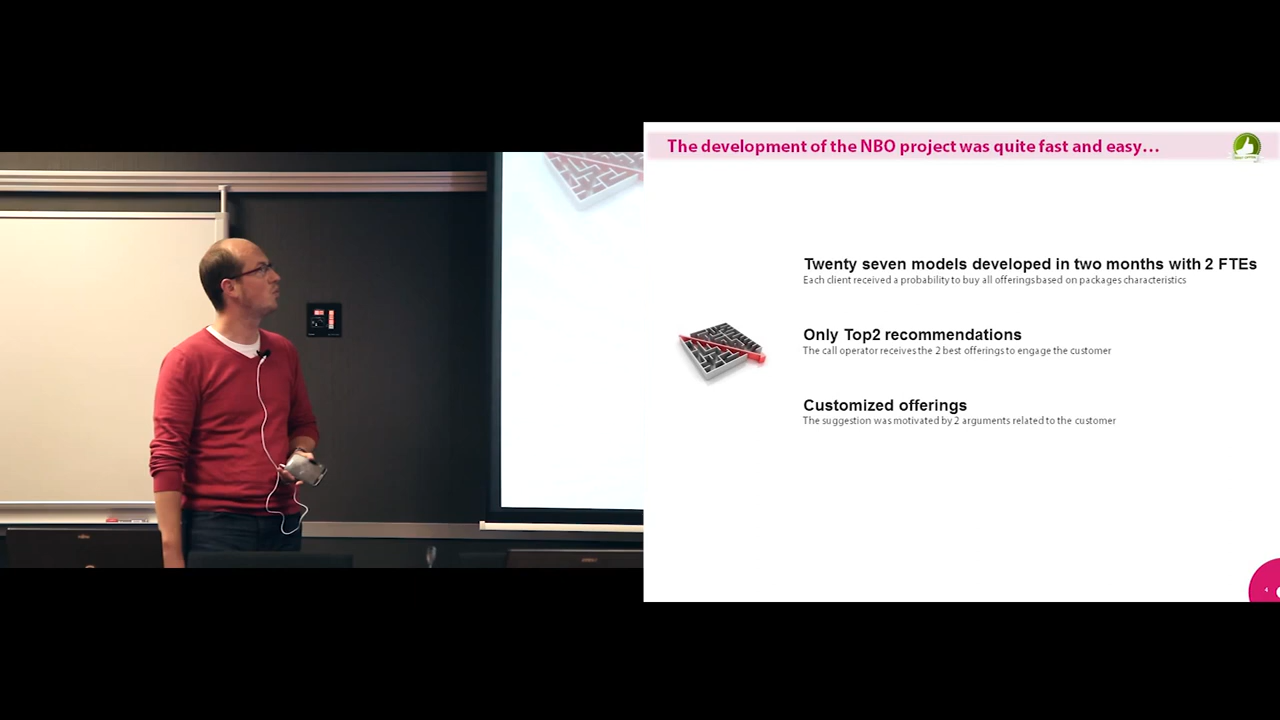 The development of the NBO project was quite fast and easy…
Twenty seven models developed in two months with 2 FTEs
Each client received a probability to buy all offerings based on packages characteristics
Only Top2 recommendations
The call operator receives the 2 best offerings to engage the customer
Customized offerings
The suggestion was motivated by 2 arguments related to the customer
4